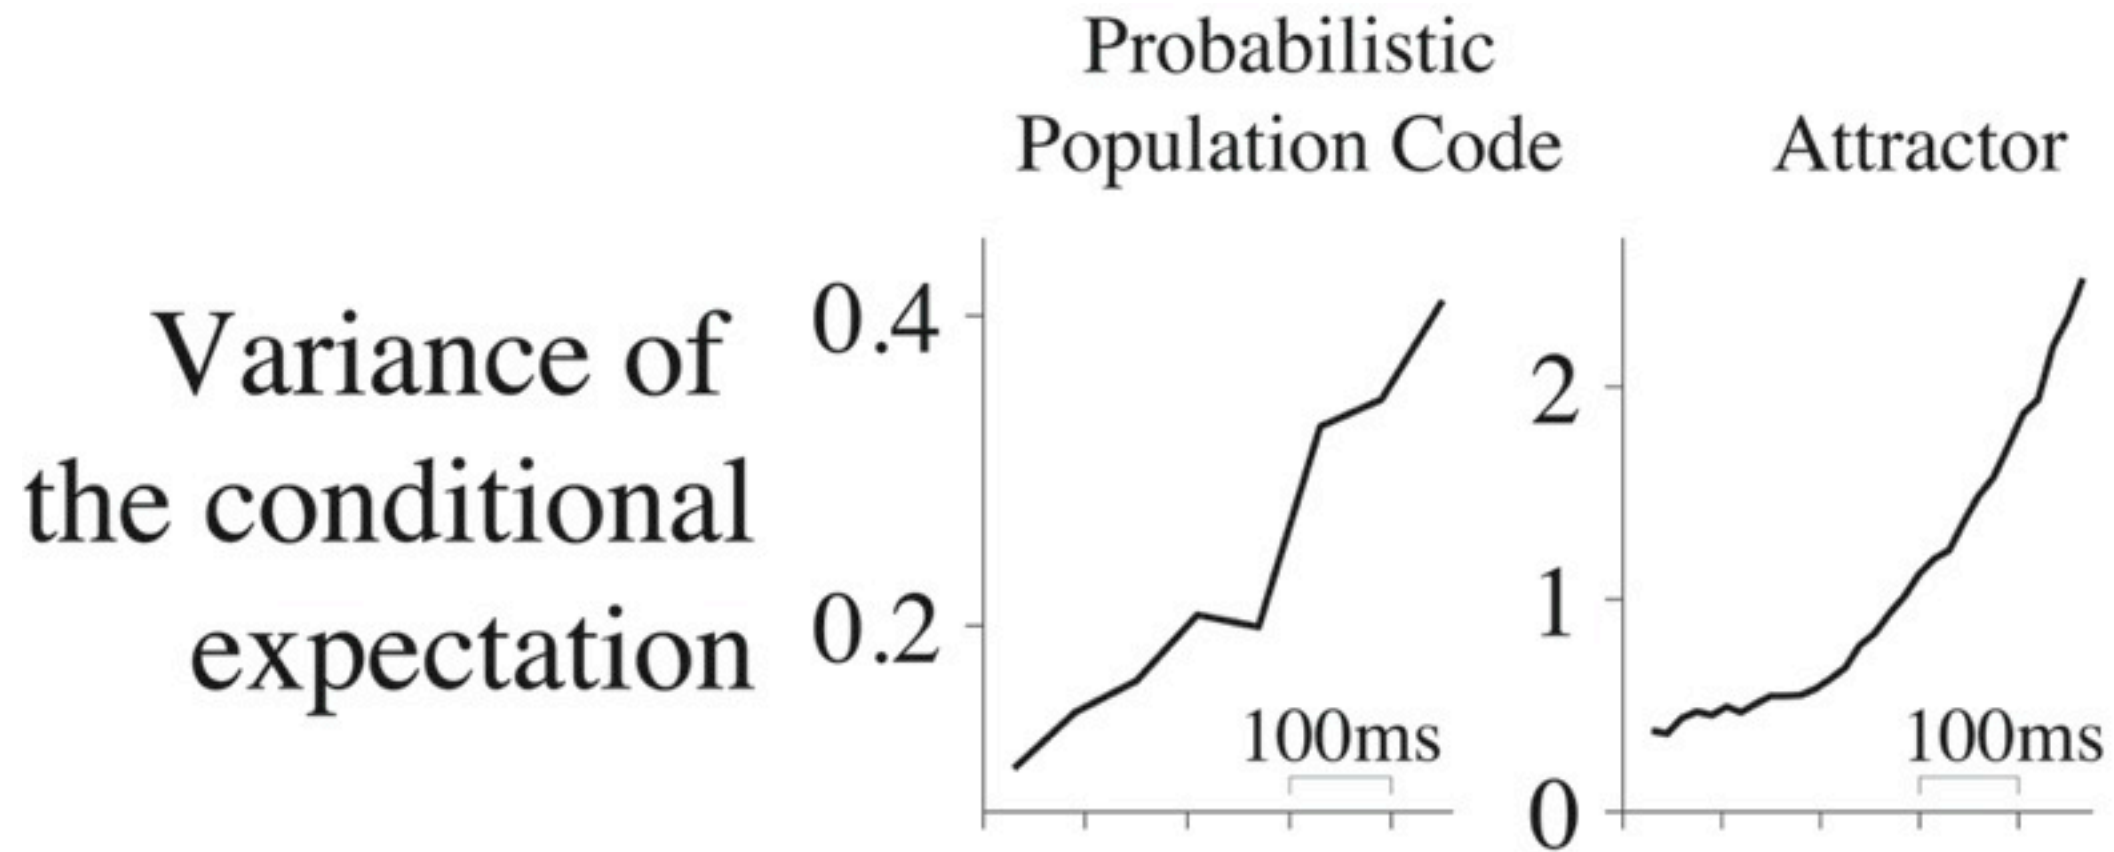 Probabilistic
Population Code
Attractor
Variance of
the conditional
expectation
0.4
0.2
100ms
2
1
0
100ms